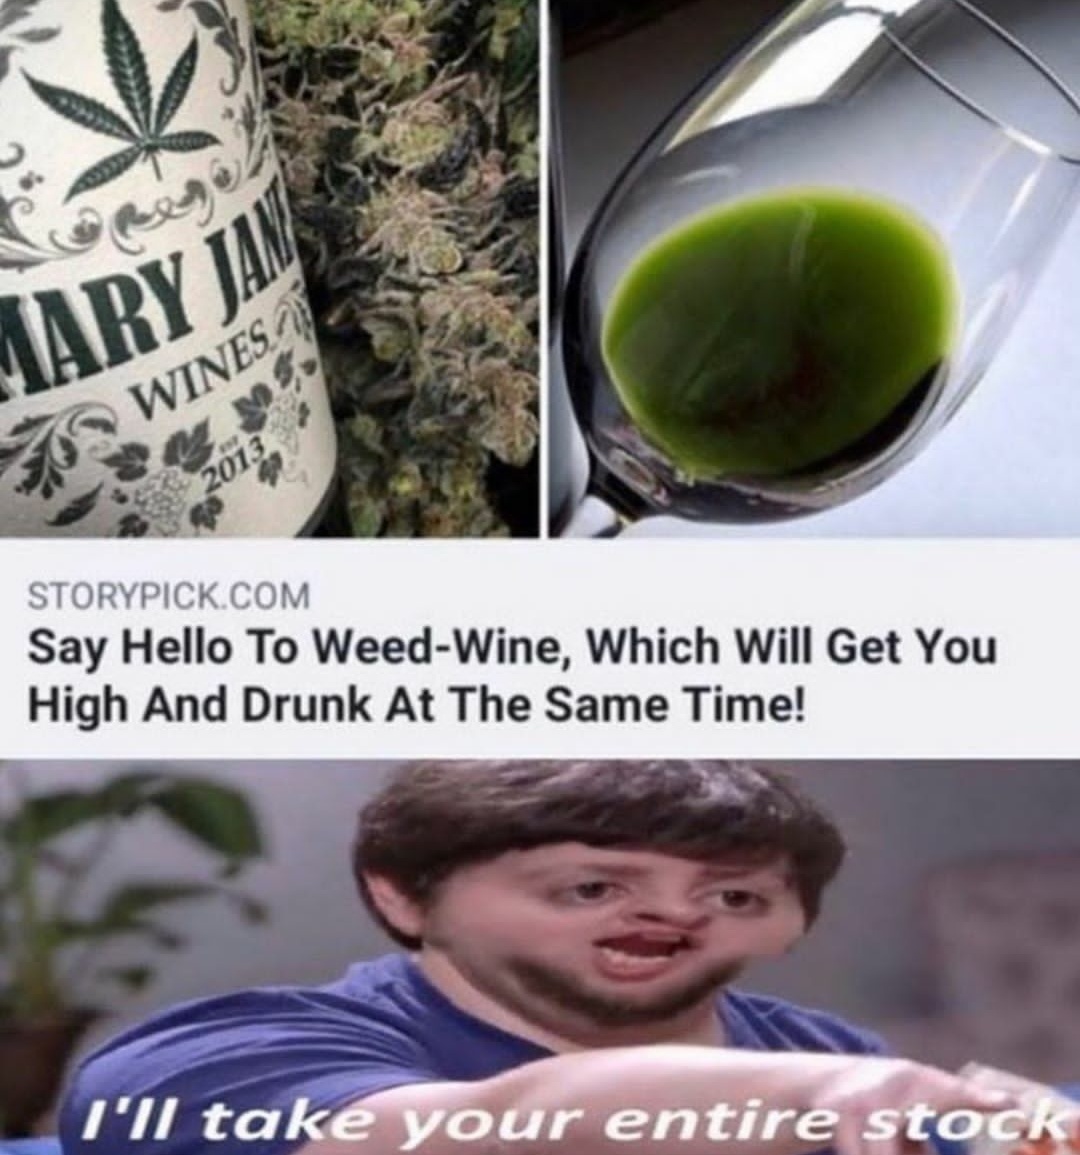 MARY JAN
WINES
EST
2013
STORYPICK.COM
Say Hello To Weed-Wine, Which Will Get You
High And Drunk At The Same Time!
I'll take your entire stock